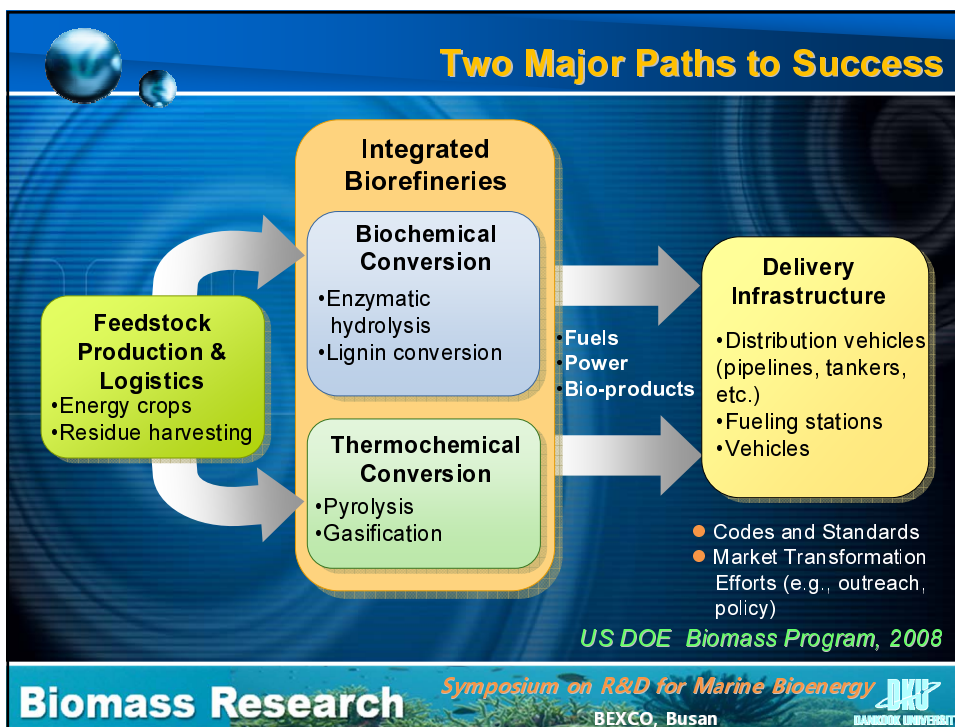 Two Major Paths to Success
Integrated
Biorefineries
Feedstock
Production &
Logistics
•Energy crops
•Residue harvesting
Biochemical
Conversion
•Enzymatic
hydrolysis
•Lignin conversion
Thermochemical
Conversion
•Pyrolysis
•Gasification
•Fuels
•Power
•Bio-products
Delivery
Infrastructure
•Distribution vehicles
(pipelines, tankers,
etc.)
•Fueling stations
•Vehicles
● Codes and Standards
● Market Transformation
Efforts (e.g., outreach,
policy)
US DOE Biomass Program, 2008
Biomass Research
Symposium on R&D for Marine Bioenergy
BEXCO, Busan
DKU
DANKOOK UNIVERSIT